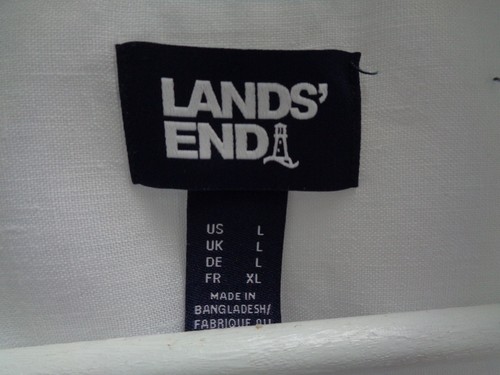 LANDS'
END
US L
UK L
DE L
FR XL
MADE IN
BANGLADESH/
FABRIQUE AU